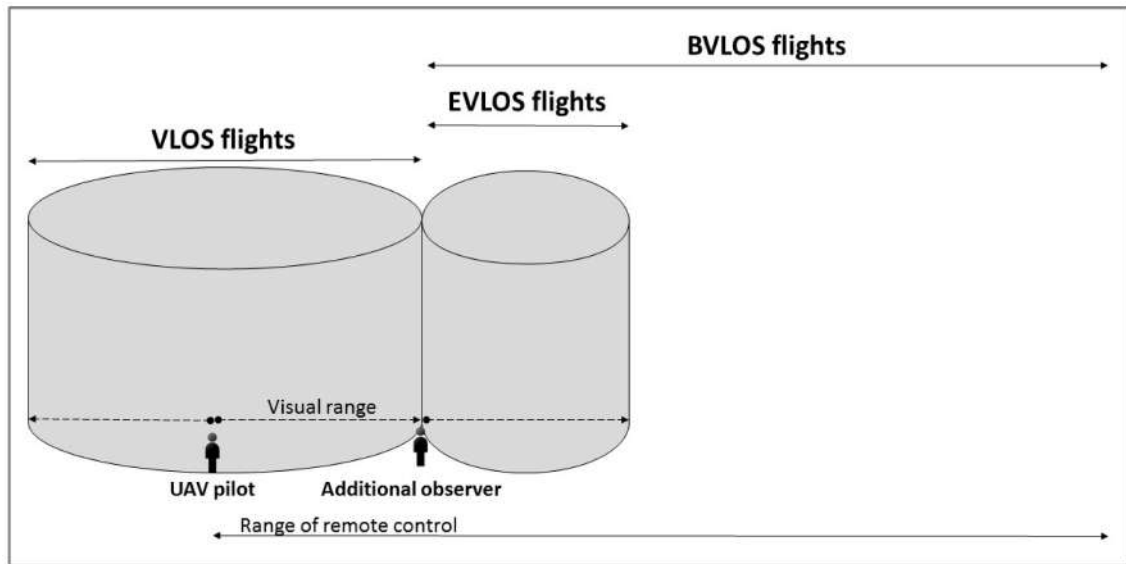 BVLOS flights
EVLOS flights
VLOS flights
Visual range
UAV pilot
Additional observer
Range of remote control